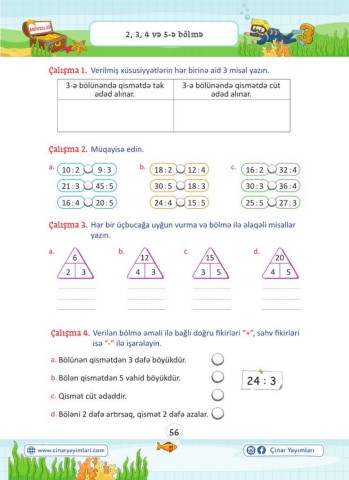 2, 3, 4 və 5-ə bölmə
3
Çalışma 1. Verilmiş xüsusiyyətlərin hər birinə aid 3 misal yazın.
3-ə bölünəndə qismətdə tək ədəd alınar.
3-ə bölünəndə qismətdə cüt ədəd alınar.
Çalışma 2. Müqayisə edin.
a. 10 : 2 9 : 3 b. 18 : 2 12 : 4 c. 16 : 2 32 : 4
21 : 3 45 : 5 30 : 5 18 : 3 30 : 3 36 : 4
16 : 4 20 : 5 24 : 4 15 : 5 25 : 5 27 : 3
Çalışma 3. Hər bir üçbucağa uyğun vurma və bölmə ilə əlaqəli misallar
yazın.
a. b. c. d.
6 12 15 20
2 3 4 3 3 5 4 5
Çalışma 4. Verilən bölmə əməli ilə bağlı doğru fikirləri "+", səhv fikirləri
isə "-" ilə işarələyin.
a. Bölünən qismətdən 3 dəfə böyükdür.
b. Bölən qismətdən 5 vahid böyükdür.
24 : 3
c. Qismət cüt ədəddir.
d. Böləni 2 dəfə artırsaq, qismət 2 dəfə azalar.
56
www.cinaryayimlari.com
Çinar Yayımları